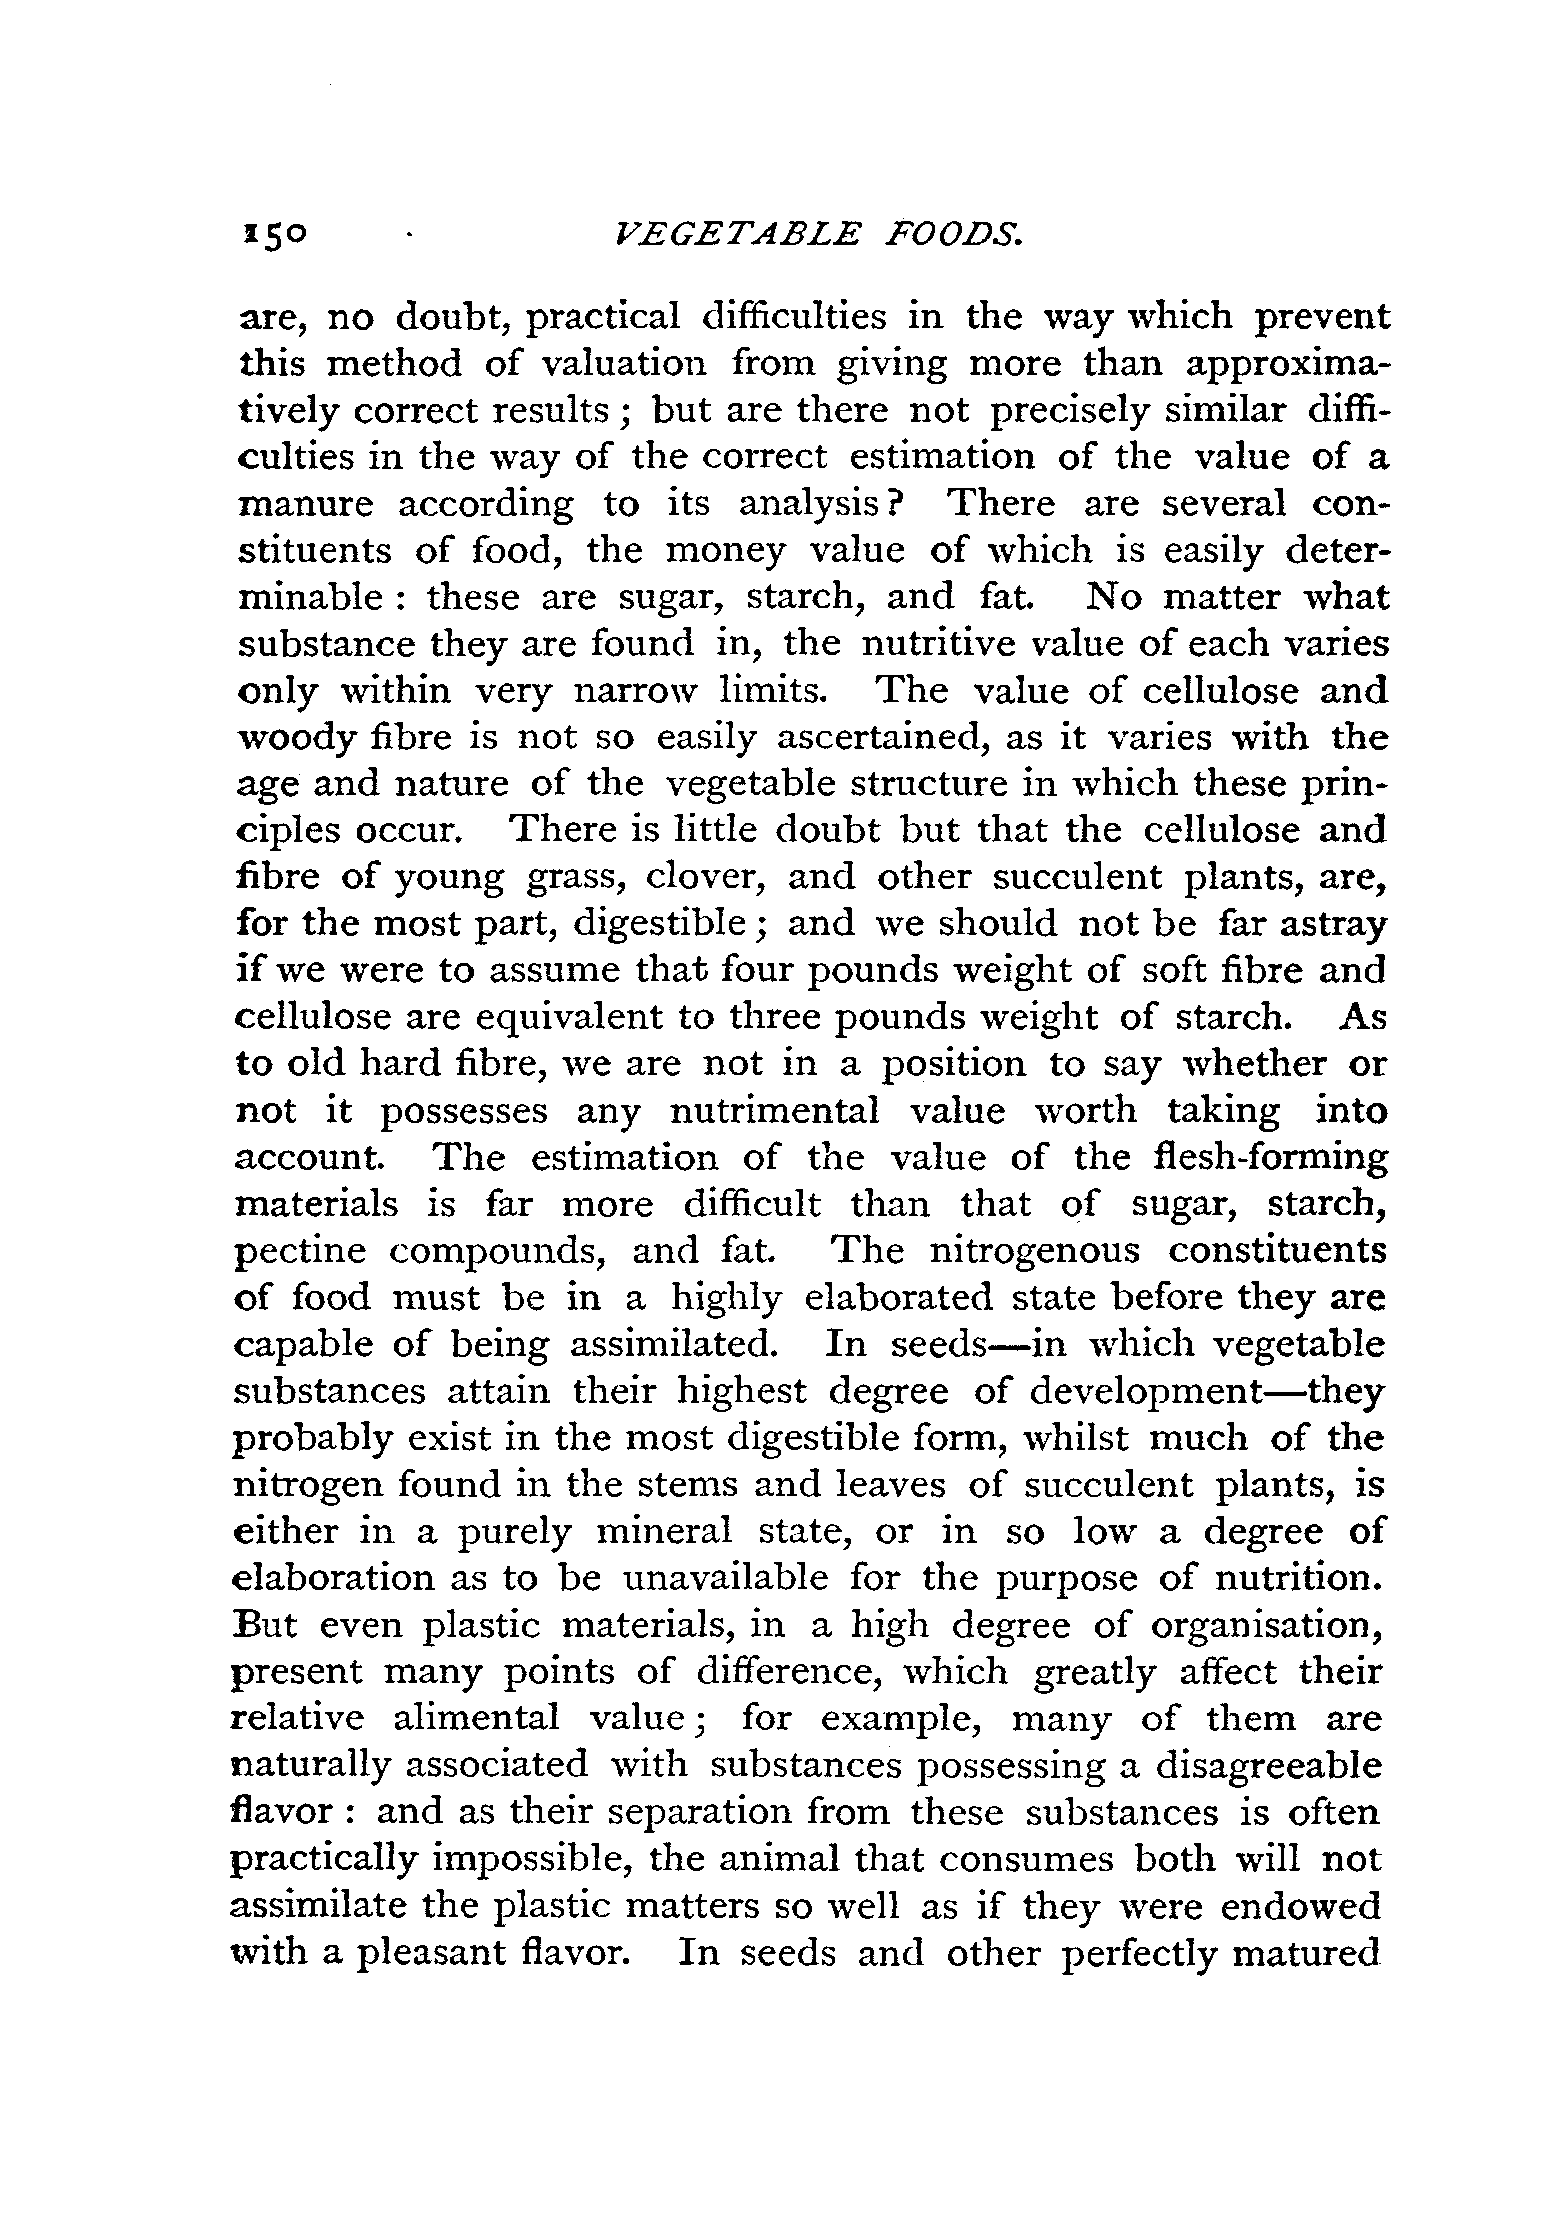 150 VEGETABLE FOODS.
are, no doubt, practical difficulties in the way which prevent
this method of valuation from giving more than approxima-
tively correct results ; but are there not precisely similar diffi-
culties in the way of the correct estimation of the value of a
manure according to its analysis ? There are several con-
stituents of food, the money value of which is easily deter-
minable : these are sugar, starch, and fat. No matter what
substance they are found in, the nutritive value of each varies
only within very narrow limits. The value of cellulose and
woody fibre is not so easily ascertained, as it varies with the
age and nature of the vegetable structure in which these prin-
ciples occur. There is little doubt but that the cellulose and
fibre of young grass, clover, and other succulent plants, are,
for the most part, digestible ; and we should not be far astray
if we were to assume that four pounds weight of soft fibre and
cellulose are equivalent to three pounds weight of starch. As
to old hard fibre, we are not in a position to say whether or
not it possesses any nutrimental value worth taking into
account. The estimation of the value of the flesh-forming
materials is far more difficult than that of sugar, starch,
pectine compounds, and fat. The nitrogenous constituents
of food must be in a highly elaborated state before they are
capable of being assimilated. In seeds—in which vegetable
substances attain their highest degree of development—they
probably exist in the most digestible form, whilst much of the
nitrogen found in the stems and leaves of succulent plants, is
either in a purely mineral state, or in so low a degree of
elaboration as to be unavailable for the purpose of nutrition.
But even plastic materials, in a high degree of organisation,
present many points of difference, which greatly affect their
relative alimental value ; for example, many of them are
naturally associated with substances possessing a disagreeable
flavor : and as their separation from these substances is often
practically impossible, the animal that consumes both will not
assimilate the plastic matters so well as if they were endowed
with a pleasant flavor. In seeds and other perfectly matured